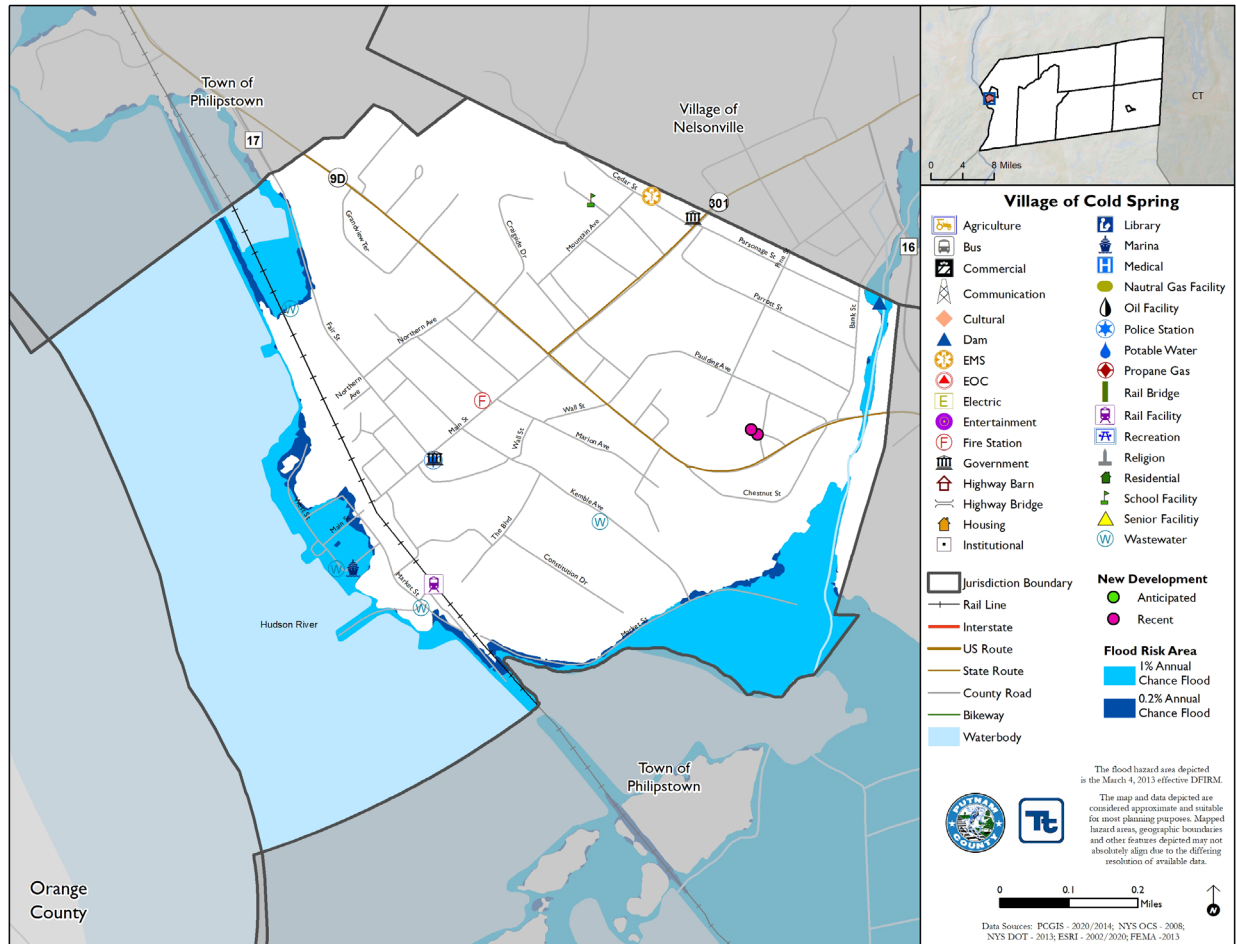 Town of
Philipstown
17
Village of
Nelsonville
9D
Cedar St
301
16
Grandview Ter
Craigside Dr
Mountain Ave
Parsonage St
Pine St
Parrott St
Bank St
W
Fair St
Northern Ave
Paulding Ave
Northern
Ave
F
Main St
Wall St
Wall St
Marion Ave
Chestnut St
Kemble Ave
W
West St
Main St
The Blvd
Constitution Dr
W
Market St
W
Market St
Hudson River
Town of
Philipstown
Orange
County
CT
0 4 8 Miles
Village of Cold Spring
Agriculture
Bus
Commercial
Communication
Cultural
Dam
EMS
EOC
E Electric
Entertainment
F Fire Station
Government
Highway Barn
Highway Bridge
Housing
Institutional
Library
Marina
H Medical
Nautral Gas Facility
Oil Facility
Police Station
Potable Water
Propane Gas
Rail Bridge
Rail Facility
Recreation
Religion
Residential
School Facility
Senior Facilitiy
W Wastewater
Jurisdiction Boundary
Rail Line
Interstate
US Route
State Route
County Road
Bikeway
Waterbody
New Development
Anticipated
Recent
Flood Risk Area
1% Annual
Chance Flood
0.2% Annual
Chance Flood
The flood hazard area depicted
is the March 4, 2013 effective DFIRM.
The map and data depicted are
considered approximate and suitable
for most planning purposes. Mapped
hazard areas, geographic boundaries
and other features depicted may not
absolutely align due to the differing
resolution of available data.
PUTNAM
COUNTY
Tt
0 0.1 0.2
Miles
N
Data Sources: PCGIS - 2020/2014; NYS OCS - 2008;
NYS DOT - 2013; ESRI - 2002/2020; FEMA -2013